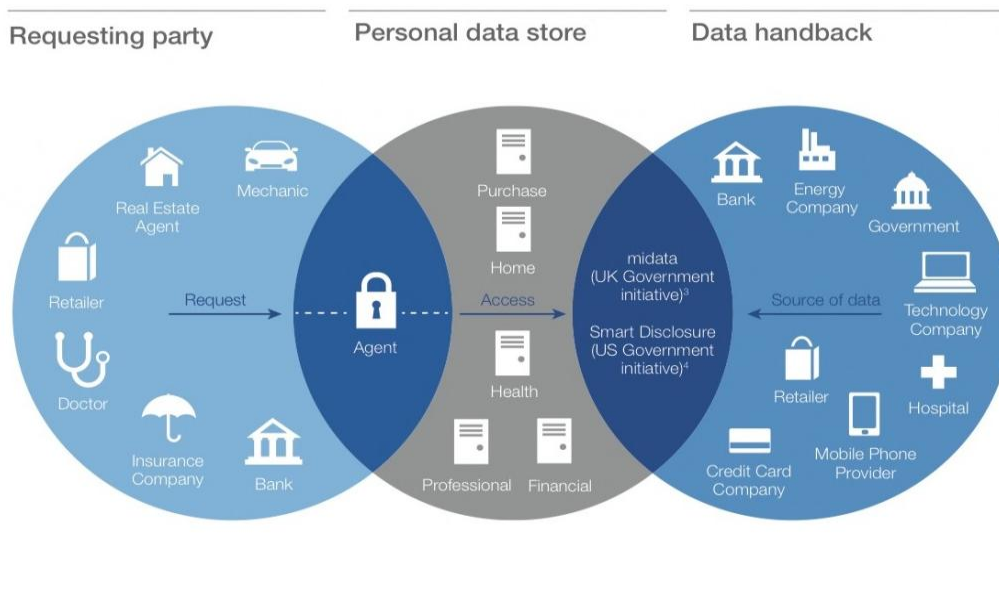 Requesting party
Personal data store
Data handback
Real Estate
Agent
Mechanic
Retailer
Request
Doctor
Insurance
Company
Bank
Agent
Purchase
Home
Access
Health
Professional
Financial
midata
(UK Government
initiative)³
Smart Disclosure
(US Government
initiative)⁴
Bank
Energy
Company
Government
Source of data
Technology
Company
Retailer
Hospital
Mobile Phone
Provider
Credit Card
Company